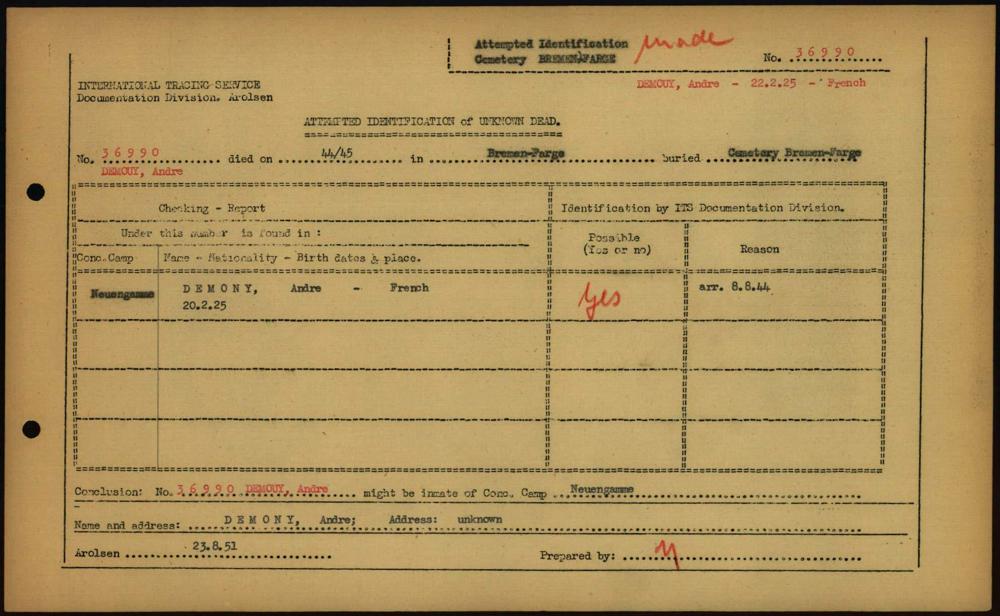 Attempted Identification made
Cemetery BREMEN-FARGE
No. 36990
INTERNATIONAL TRACING SERVICE
Documentation Division. Arolsen
DEMOUY, Andre - 22.2.25 - French
ATTEMPTED IDENTIFICATION of UNKNOWN DEAD.
No. 36990 died on 44/45 in Bremen-Farge buried Cemetery Bremen-Farge
DEMOUY, Andre
Checking - Report
Identification by ITS Documentation Division.
Under this number is found in :
Possible
(Yes or no)
Reason
Conc.Camp
Name - Nationality - Birth dates & place.
Neuengamme
DEMONY, Andre - French
20.2.25
Yes
arr. 8.8.44
Conclusion: No. 36990 DEMOUY, Andre might be inmate of Conc. Camp Neuengamme
Name and address: DEMONY, Andre; Address: unknown
Arolsen 23.8.51
Prepared by: